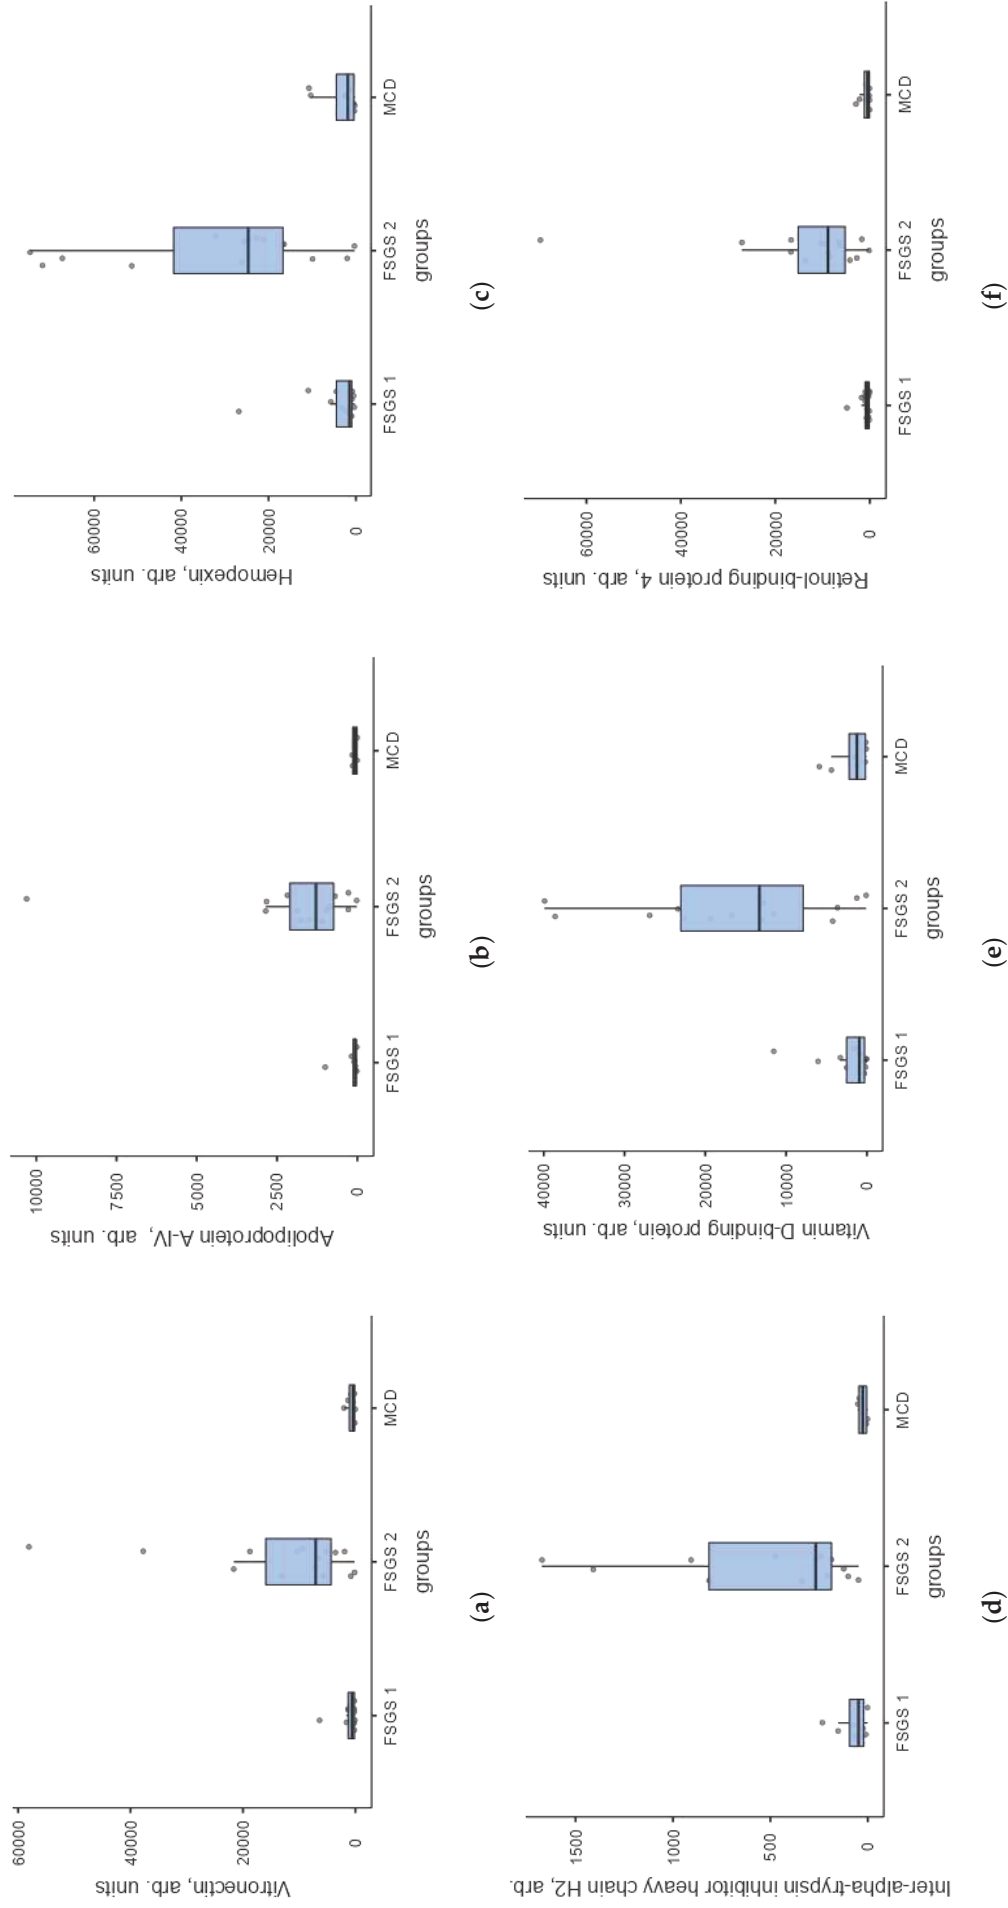 Vitronectin, arb. units
60000
40000
20000
0
FSGS 1
FSGS 2
MCD
groups
(a)
Apolipoprotein A-IV, arb. units
10000
7500
5000
2500
0
FSGS 1
FSGS 2
MCD
groups
(b)
Hemopexin, arb. units
60000
40000
20000
0
FSGS 1
FSGS 2
MCD
groups
(c)
Inter-alpha-trypsin inhibitor heavy chain H2, arb.
1500
1000
500
0
FSGS 1
FSGS 2
MCD
groups
(d)
Vitamin D-binding protein, arb. units
40000
30000
20000
10000
0
FSGS 1
FSGS 2
MCD
groups
(e)
Retinol-binding protein 4, arb. units
60000
40000
20000
0
FSGS 1
FSGS 2
MCD
groups
(f)